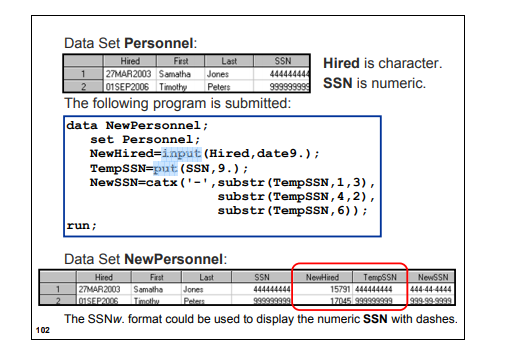 Data Set Personnel:
Hired First Last SSN
1 27MAR2003 Samatha Jones 444444444
2 01SEP2006 Timothy Peters 999999999
Hired is character.
SSN is numeric.
The following program is submitted:
data NewPersonnel;
set Personnel;
NewHired=input(Hired,date9.);
TempSSN=put(SSN,9.);
NewSSN=catx('-',substr(TempSSN,1,3),
substr(TempSSN,4,2),
substr(TempSSN,6));
run;
Data Set NewPersonnel:
Hired First Last SSN NewHired TempSSN NewSSN
1 27MAR2003 Samatha Jones 444444444 15791 444444444 444-44-4444
2 01SEP2006 Timothy Peters 999999999 17045 999999999 999-99-9999
The SSNw. format could be used to display the numeric SSN with dashes.
102